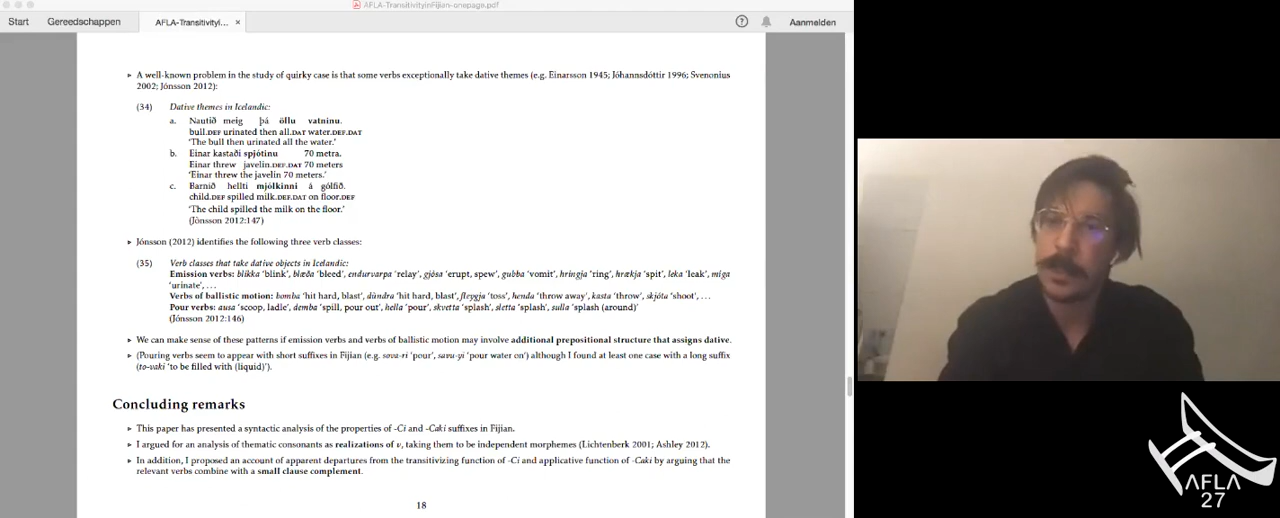 AFLA-TransitivityinFijian-onepage.pdf
Start Gereedschappen AFLA-Transitivityi... × ? Aanmelden
▸ A well-known problem in the study of quirky case is that some verbs exceptionally take dative themes (e.g. Einarsson 1945; Jóhannsdóttir 1996; Svenonius
2002; Jónsson 2012):
(34) Dative themes in Icelandic:
a. Nautið meig þá öllu vatninu.
bull.DEF urinated then all.DAT water.DEF.DAT
'The bull then urinated all the water.'
b. Einar kastaði spjótinu 70 metra.
Einar threw javelin.DEF.DAT 70 meters
'Einar threw the javelin 70 meters.'
c. Barnið hellti mjólkinni á gólfið.
child.DEF spilled milk.DEF.DAT on floor.DEF
'The child spilled the milk on the floor.'
(Jónsson 2012:147)
▸ Jónsson (2012) identifies the following three verb classes:
(35) Verb classes that take dative objects in Icelandic:
Emission verbs: blikka 'blink', blæða 'bleed', endurvarpa 'relay', gjósa 'erupt, spew', gubba 'vomit', hringja 'ring', hrækja 'spit', leka 'leak', míga
'urinate', ...
Verbs of ballistic motion: bomba 'hit hard, blast', dúndra 'hit hard, blast', fleygja 'toss', henda 'throw away', kasta 'throw', skjóta 'shoot', ...
Pour verbs: ausa 'scoop, ladle', demba 'spill, pour out', hella 'pour', skvetta 'splash', sletta 'splash', sulla 'splash (around)'
(Jónsson 2012:146)
▸ We can make sense of these patterns if emission verbs and verbs of ballistic motion may involve additional prepositional structure that assigns dative.
▸ (Pouring verbs seem to appear with short suffixes in Fijian (e.g. sova-ri 'pour', savu-yi 'pour water on') although I found at least one case with a long suffix
(to-vaki 'to be filled with (liquid)').
Concluding remarks
▸ This paper has presented a syntactic analysis of the properties of -Ci and -Caki suffixes in Fijian.
▸ I argued for an analysis of thematic consonants as realizations of v, taking them to be independent morphemes (Lichtenberk 2001; Ashley 2012).
▸ In addition, I proposed an account of apparent departures from the transitivizing function of -Ci and applicative function of -Caki by arguing that the
relevant verbs combine with a small clause complement.
18
AFLA
27